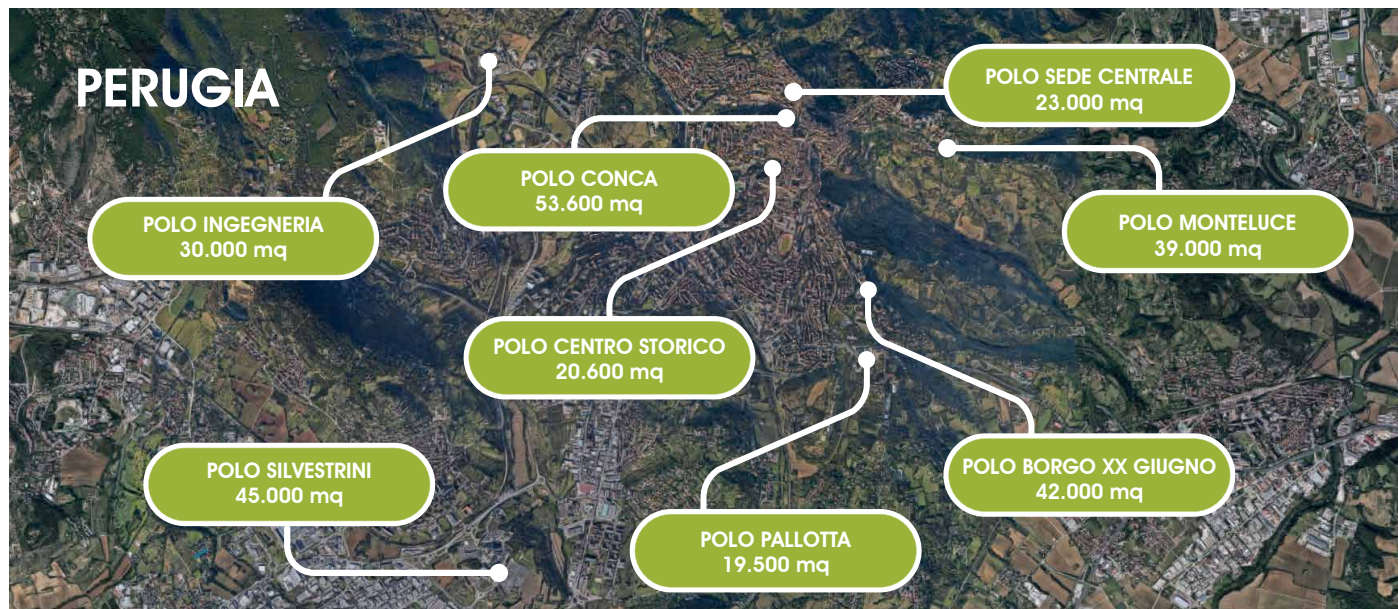 PERUGIA
POLO SEDE CENTRALE
23.000 mq
POLO CONCA
53.600 mq
POLO INGEGNERIA
30.000 mq
POLO MONTELUCE
39.000 mq
POLO CENTRO STORICO
20.600 mq
POLO SILVESTRINI
45.000 mq
POLO BORGO XX GIUGNO
42.000 mq
POLO PALLOTTA
19.500 mq